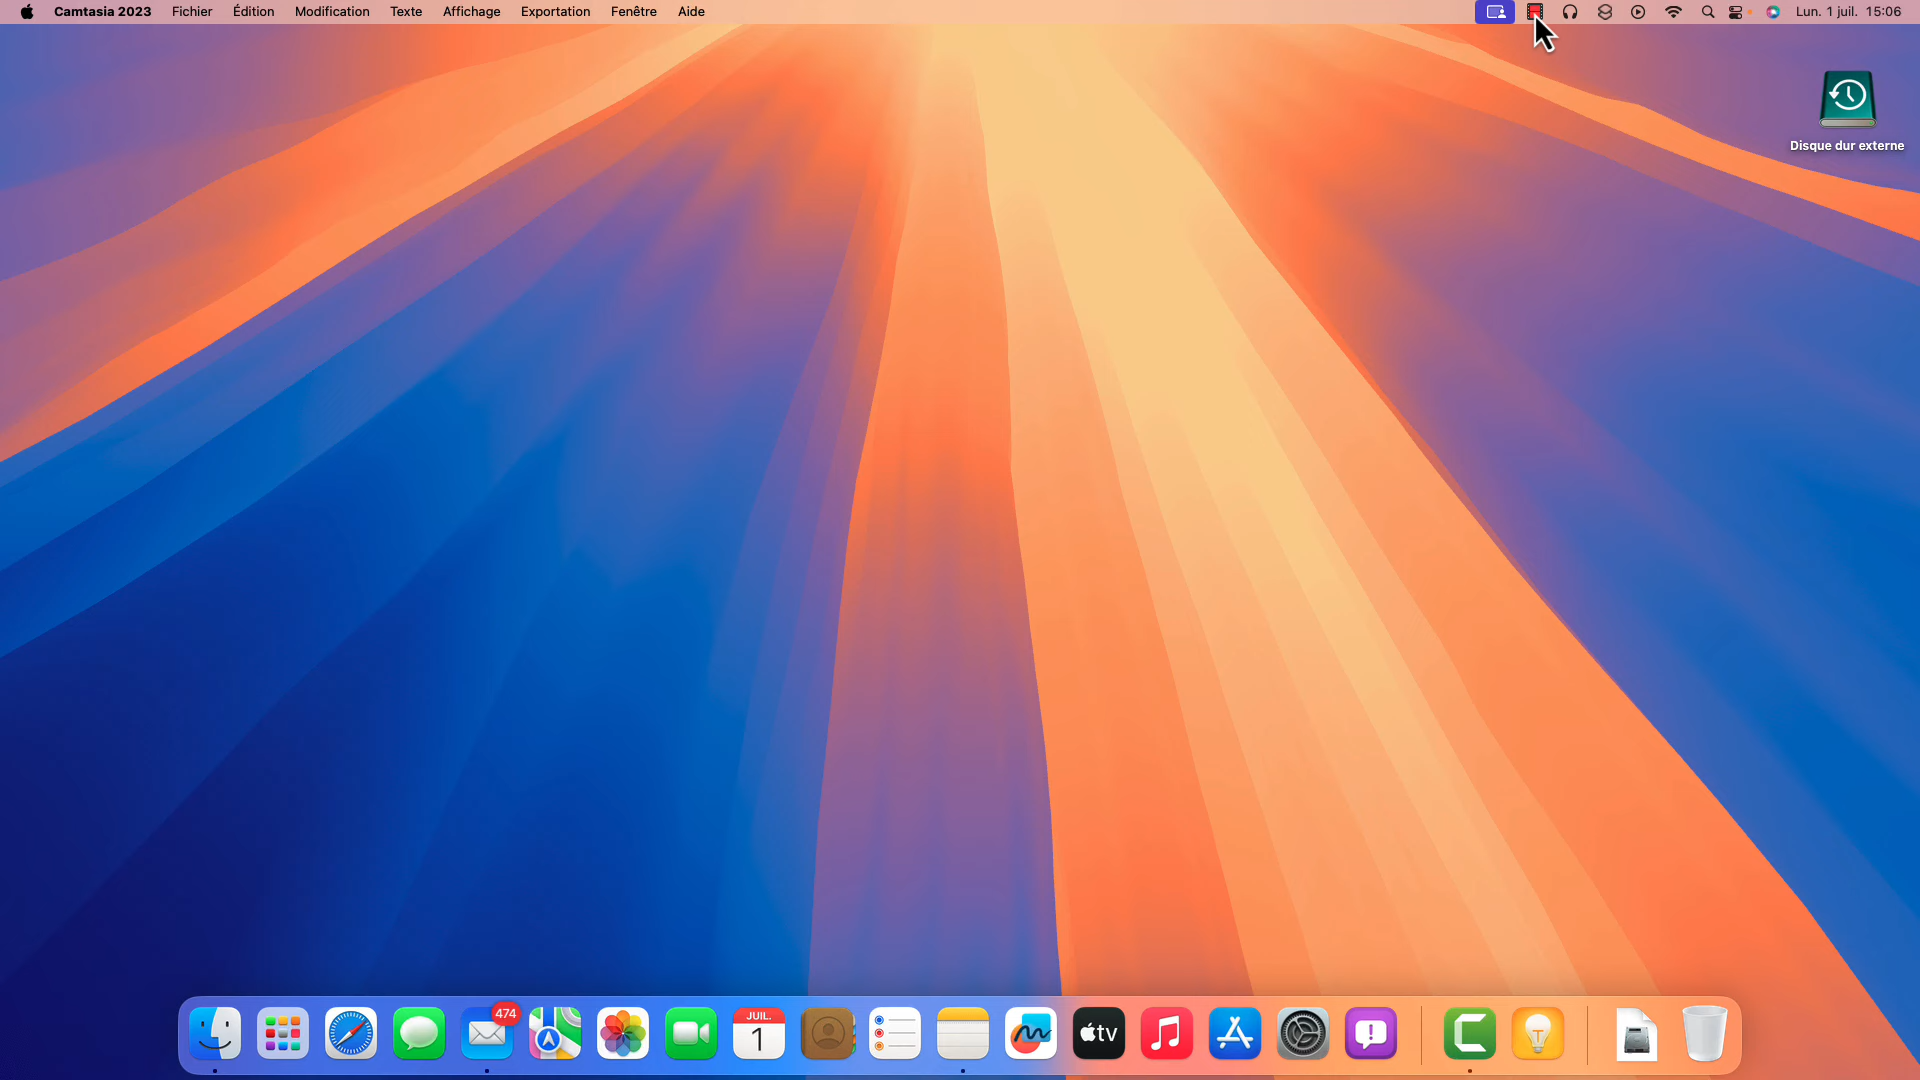 Camtasia 2023 Fichier Édition Modification Texte Affichage Exportation Fenêtre Aide Lun. 1 juil. 15:06
Disque dur externe
474
JUIL.
1
tv